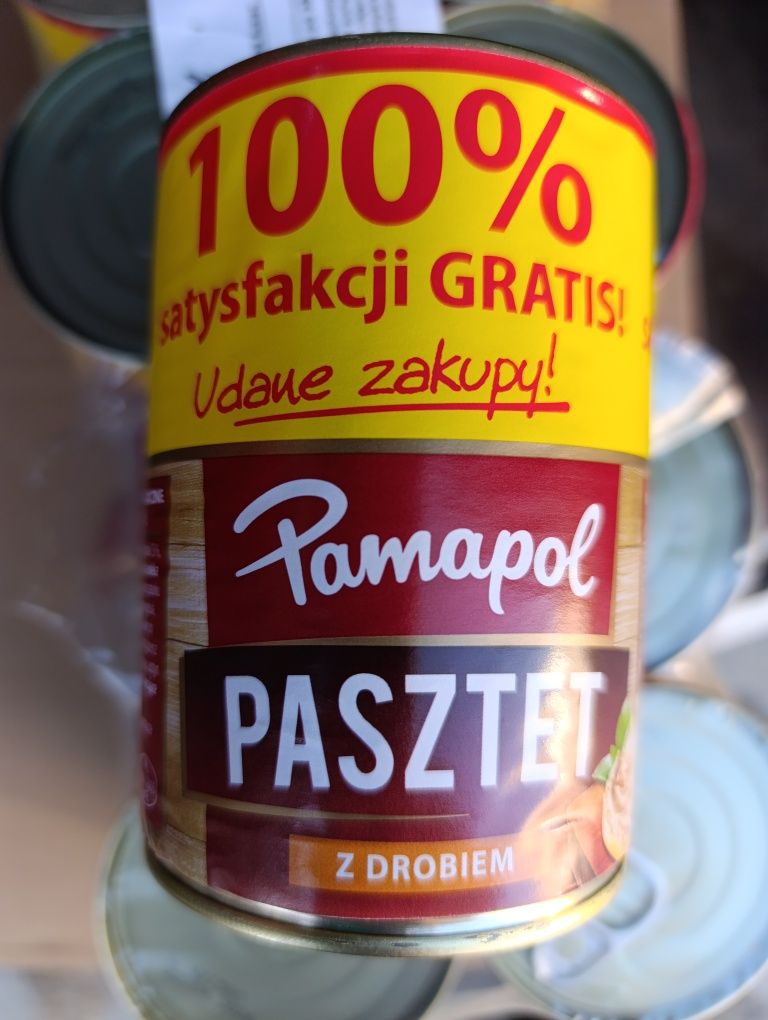 100%
satysfakcji GRATIS!
Udane zakupy!
Pamapol
PASZTET
Z DROBIEM